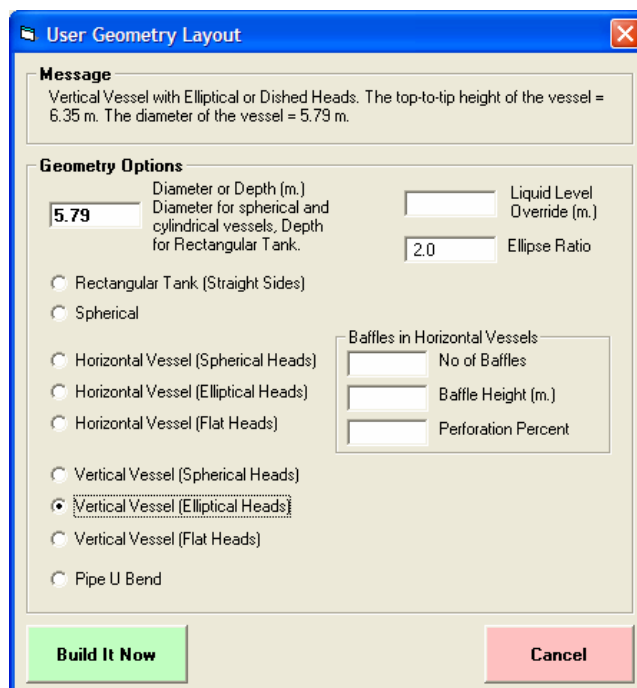 User Geometry Layout
Message
Vertical Vessel with Elliptical or Dished Heads. The top-to-tip height of the vessel =
6.35 m. The diameter of the vessel = 5.79 m.
Geometry Options
5.79
Diameter or Depth (m.)
Diameter for spherical and
cylindrical vessels, Depth
for Rectangular Tank.
Liquid Level
Override (m.)
2.0
Ellipse Ratio
Rectangular Tank (Straight Sides)
Spherical
Horizontal Vessel (Spherical Heads)
Horizontal Vessel (Elliptical Heads)
Horizontal Vessel (Flat Heads)
Baffles in Horizontal Vessels
No of Baffles
Baffle Height (m.)
Perforation Percent
Vertical Vessel (Spherical Heads)
Vertical Vessel (Elliptical Heads)
Vertical Vessel (Flat Heads)
Pipe U Bend
Build It Now
Cancel